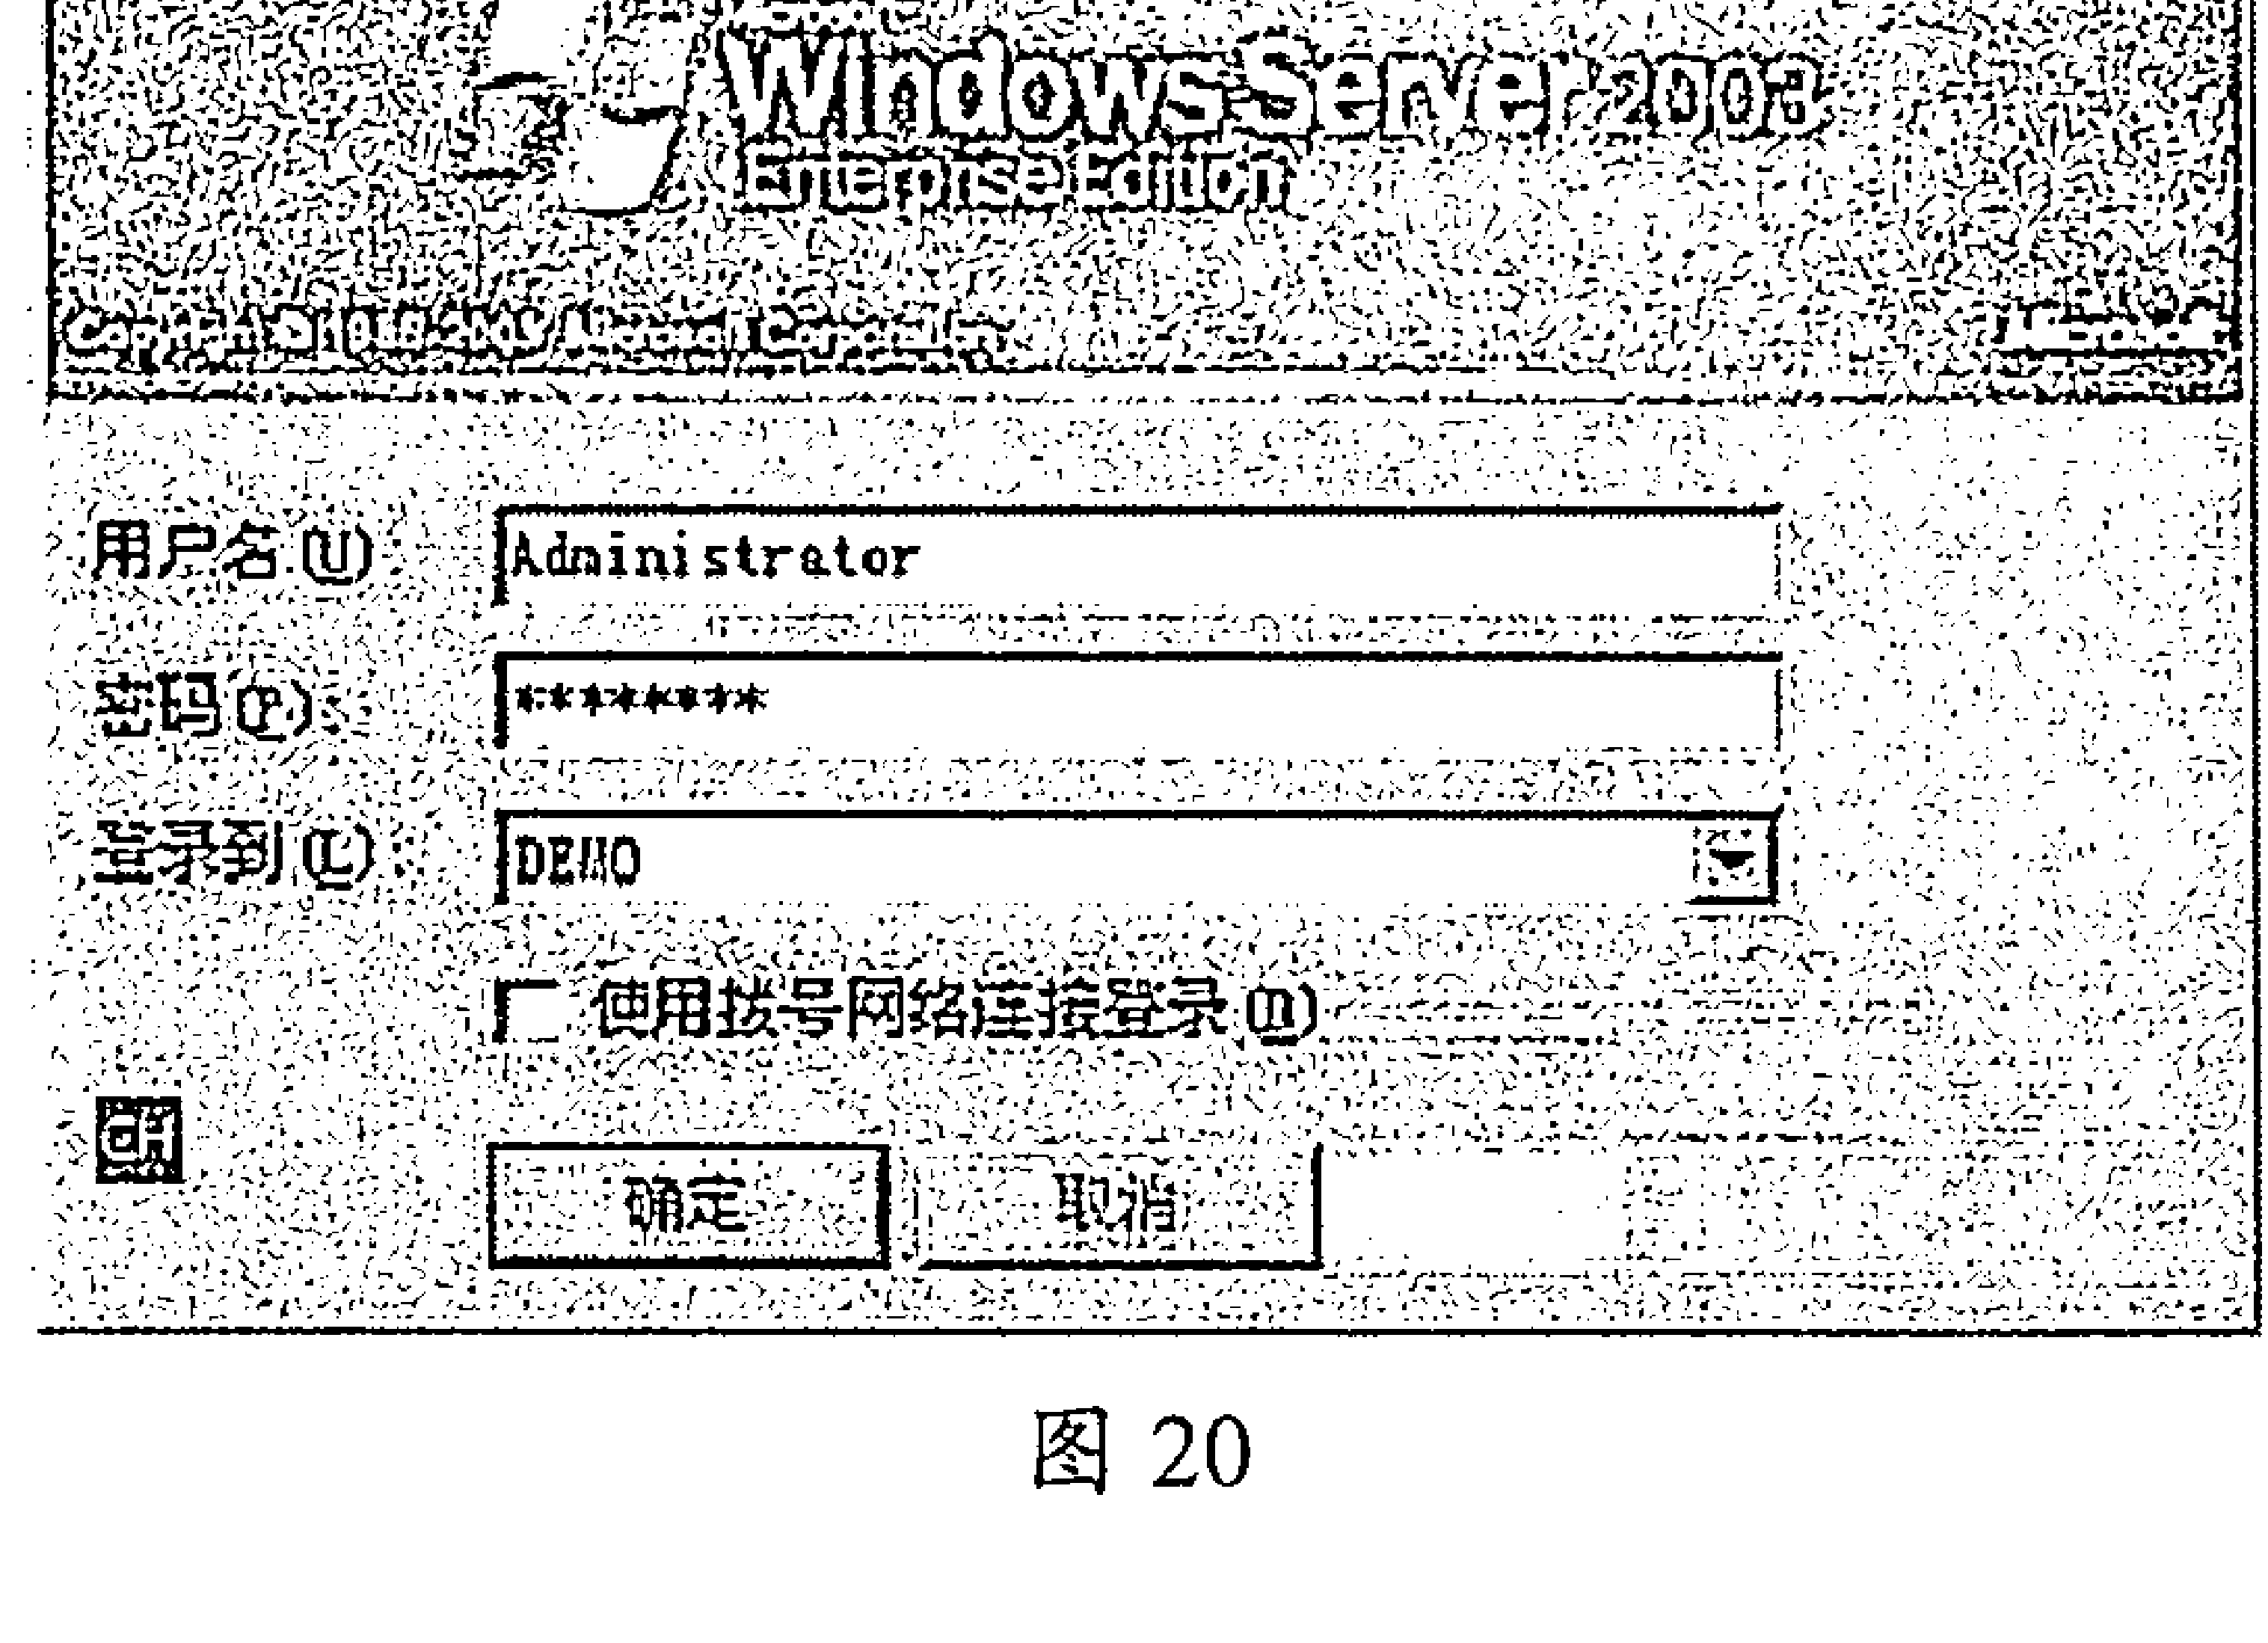 Windows Server 2003
Enterprise Edition
用户名(U)
Administrator
密码(P):
********
登录到(L):
DEMO
使用拨号网络连接登录(D)
CH
确定
取消
图 20